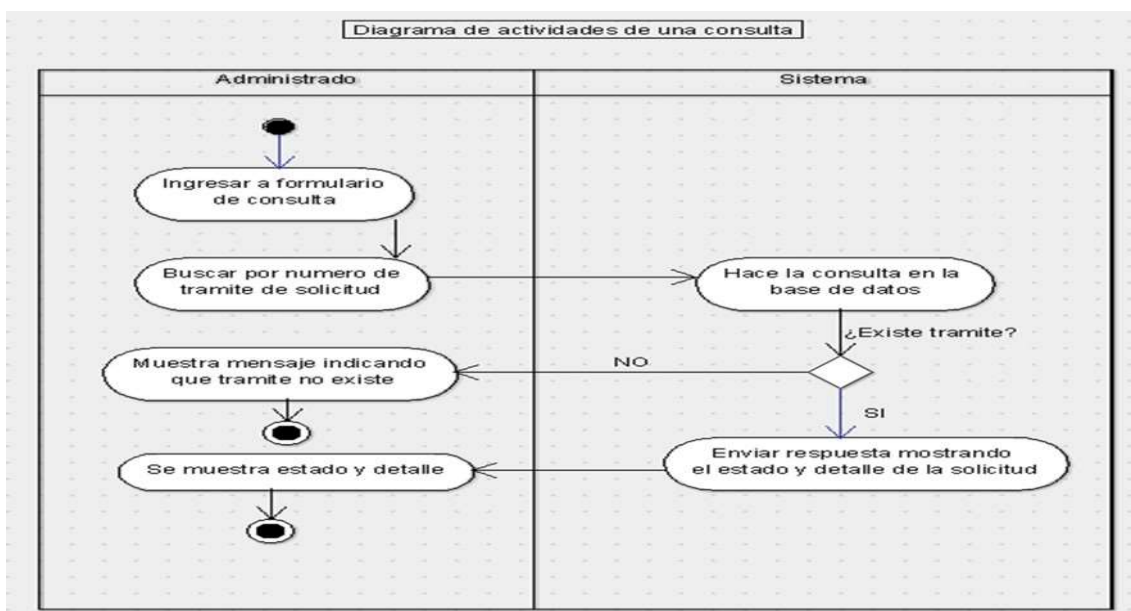 Diagrama de actividades de una consulta
Administrado
Sistema
Ingresar a formulario
de consulta
Buscar por numero de
tramite de solicitud
Hace la consulta en la
base de datos
¿Existe tramite?
Muestra mensaje indicando
que tramite no existe
NO
SI
Se muestra estado y detalle
Enviar respuesta mostrando
el estado y detalle de la solicitud